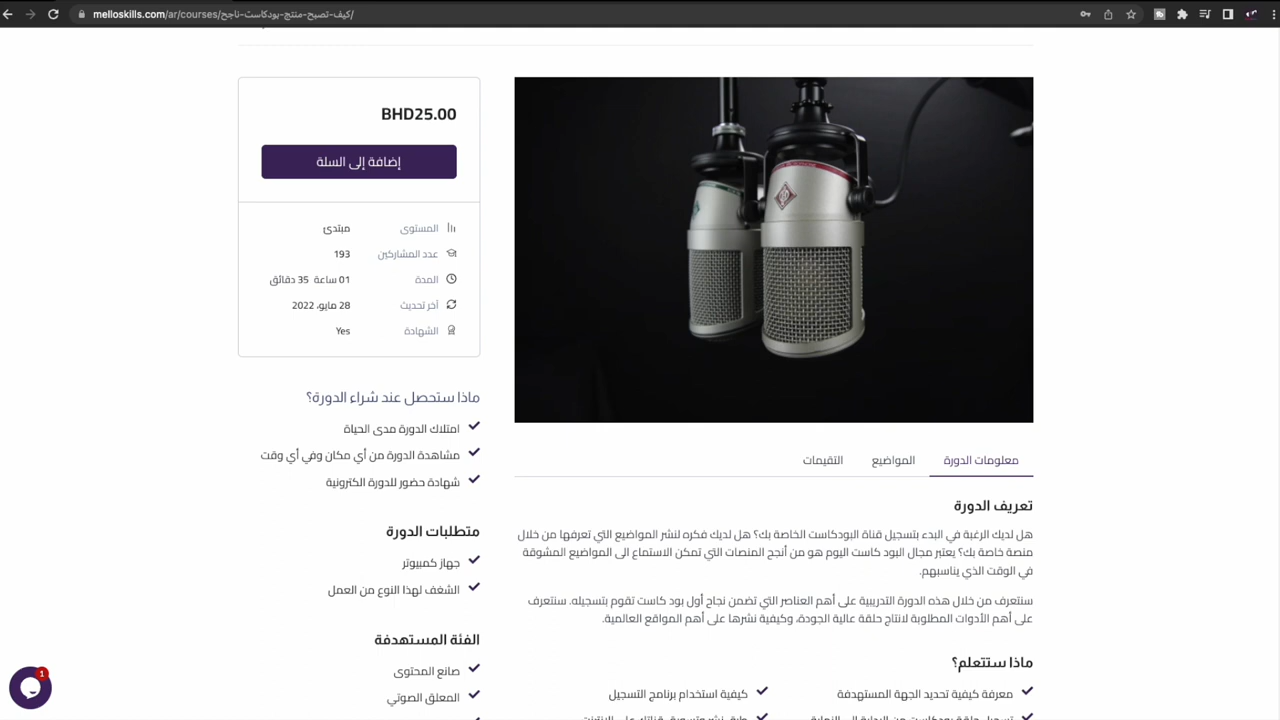 melloskills.com/ar/courses/كيف-تصبح-منتج-بودكاست-ناجح/
BHD25.00
إضافة إلى السلة
المستوى مبتدئ
عدد المشاركين 193
المدة 01 ساعة 35 دقائق
آخر تحديث 28 مايو، 2022
الشهادة Yes
ماذا ستحصل عند شراء الدورة؟
امتلاك الدورة مدى الحياة
مشاهدة الدورة من أي مكان وفي أي وقت
شهادة حضور للدورة الكترونية
متطلبات الدورة
جهاز كمبيوتر
الشغف لهذا النوع من العمل
الفئة المستهدفة
صانع المحتوى
المعلق الصوتي
معلومات الدورة
المواضيع
التقيمات
تعريف الدورة
هل لديك الرغبة في البدء بتسجيل قناة البودكاست الخاصة بك؟ هل لديك فكره لنشر المواضيع التي تعرفها من خلال
منصة خاصة بك؟ يعتبر مجال البود كاست اليوم هو من أنجح المنصات التي تمكن الاستماع الى المواضيع المشوقة
في الوقت الذي يناسبهم.
سنتعرف من خلال هذه الدورة التدريبية على أهم العناصر التي تضمن نجاح أول بود كاست تقوم بتسجيله. سنتعرف
على أهم الأدوات المطلوبة لانتاج حلقة عالية الجودة، وكيفية نشرها على أهم المواقع العالمية.
ماذا ستتعلم؟
معرفة كيفية تحديد الجهة المستهدفة
كيفية استخدام برنامج التسجيل
1